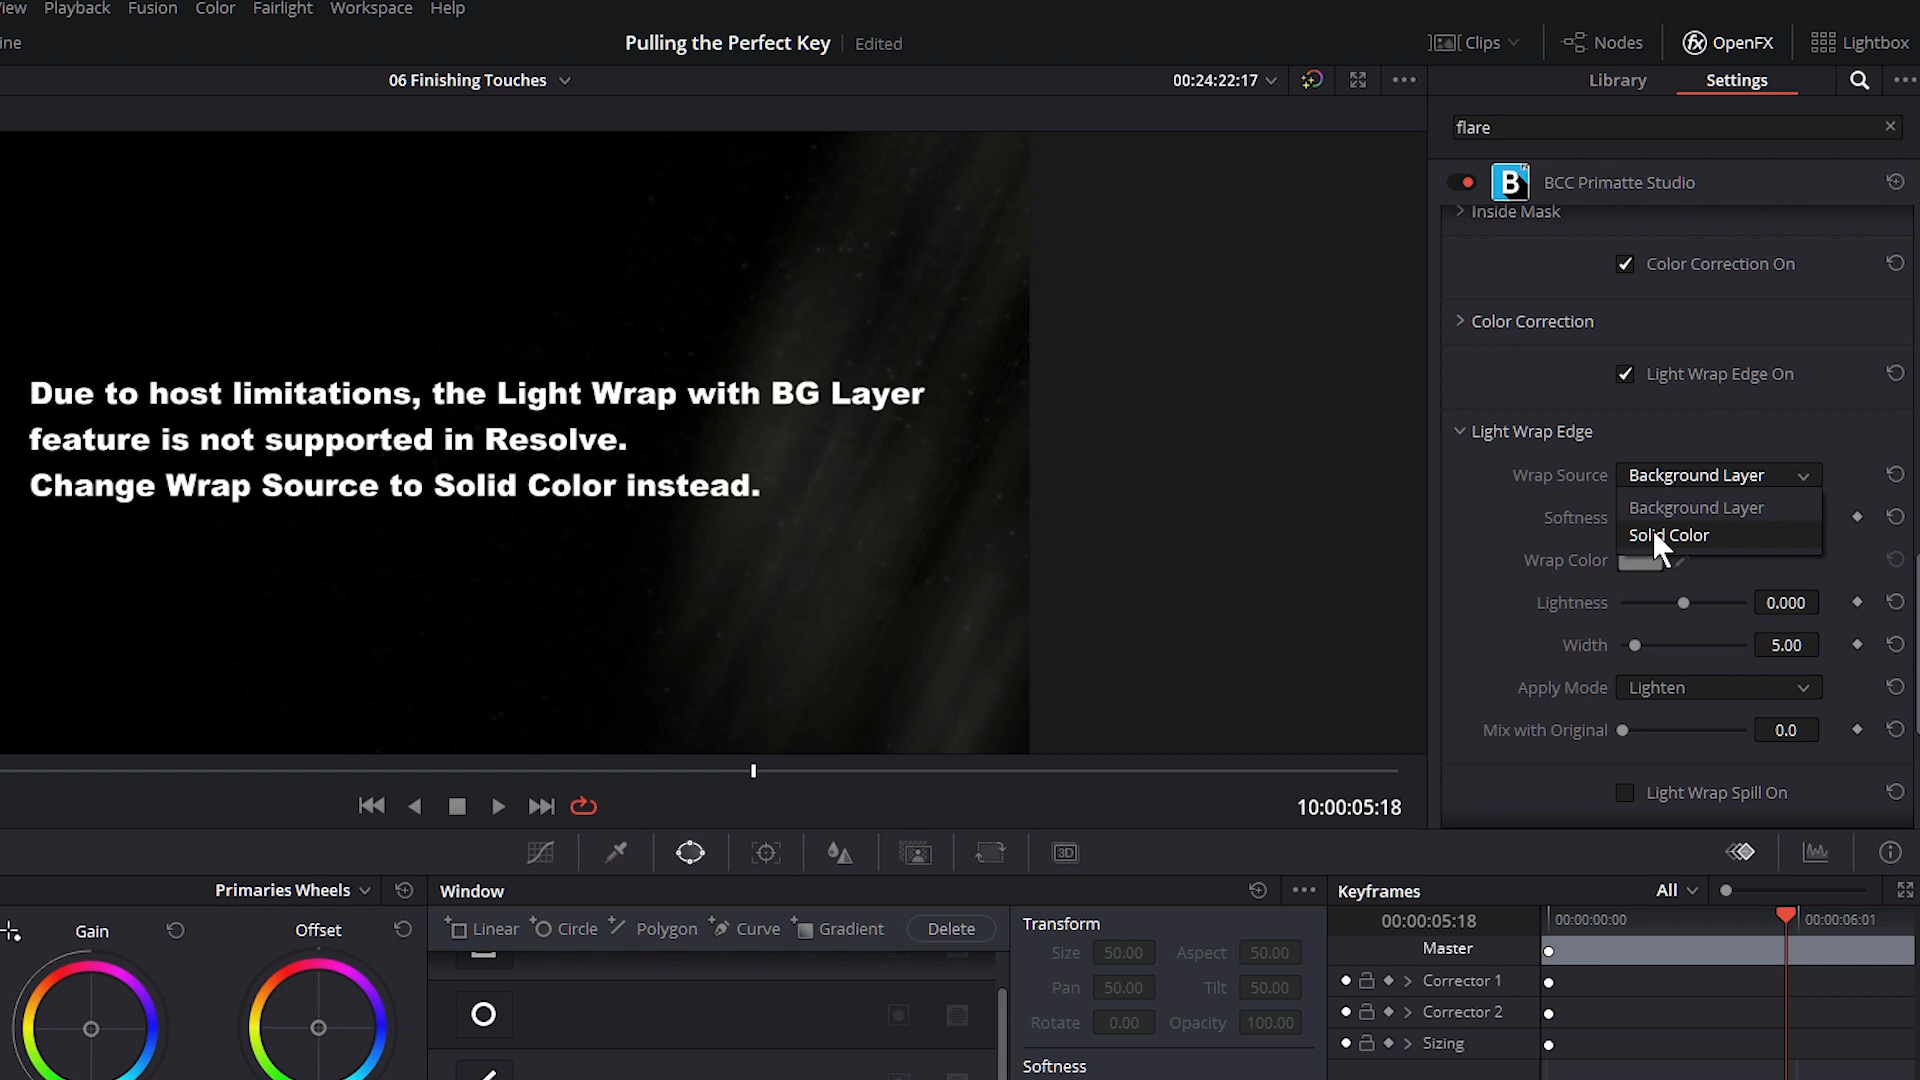 iew Playback Fusion Color Fairlight Workspace Help
ine
Pulling the Perfect Key Edited
Clips Nodes OpenFX Lightbox
06 Finishing Touches 00:24:22:17
Library Settings
flare
B BCC Primatte Studio
Inside Mask
Color Correction On
Color Correction
Light Wrap Edge On
Due to host limitations, the Light Wrap with BG Layer
feature is not supported in Resolve.
Change Wrap Source to Solid Color instead.
Light Wrap Edge
Wrap Source Background Layer
Background Layer
Softness
Solid Color
Wrap Color
Lightness 0.000
Width 5.00
Apply Mode Lighten
Mix with Original 0.0
Light Wrap Spill On
10:00:05:18
3D
Primaries Wheels
Window
Keyframes All
Gain Offset
Linear Circle Polygon Curve Gradient Delete
Transform
Size 50.00 Aspect 50.00
Pan 50.00 Tilt 50.00
Rotate 0.00 Opacity 100.00
Softness
00:00:05:18 00:00:00:00 00:00:06:01
Master
Corrector 1
Corrector 2
Sizing